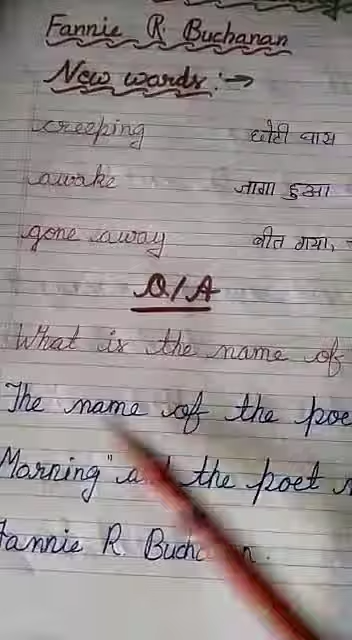 Fannie R. Buchanan
New words:→
creeping छोटी घास
awake जागा हुआ
gone away बीत गया,
Q/A
What is the name of
The name of the poe
Morning" and the poet
Fannie R Buchanan.